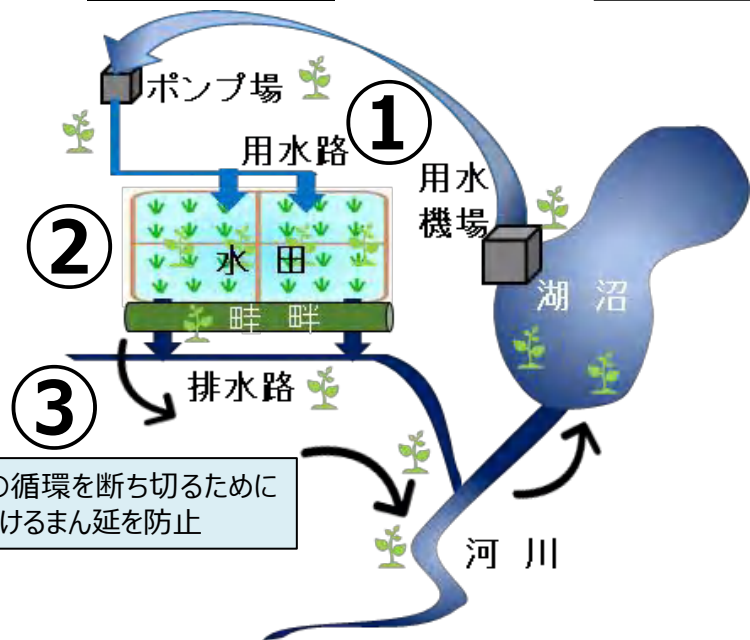 ポンプ場
①
用水路
用水
機場
②
水田
湖沼
畦畔
排水路
③
の循環を断ち切るために
けるまん延を防止
河川